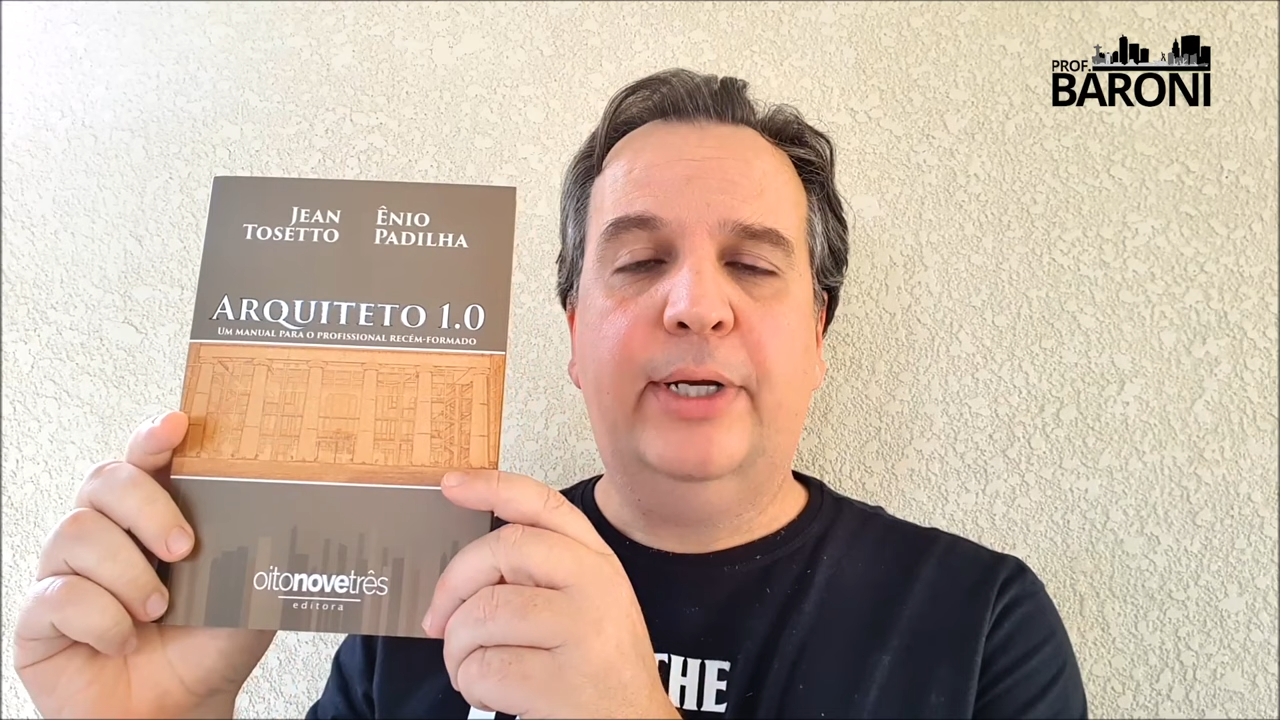 PROF.
BARONI
JEAN TOSETTO
ÊNIO PADILHA
ARQUITETO 1.0
UM MANUAL PARA O PROFISSIONAL RECÉM-FORMADO
oitonovetrês
editora
THE